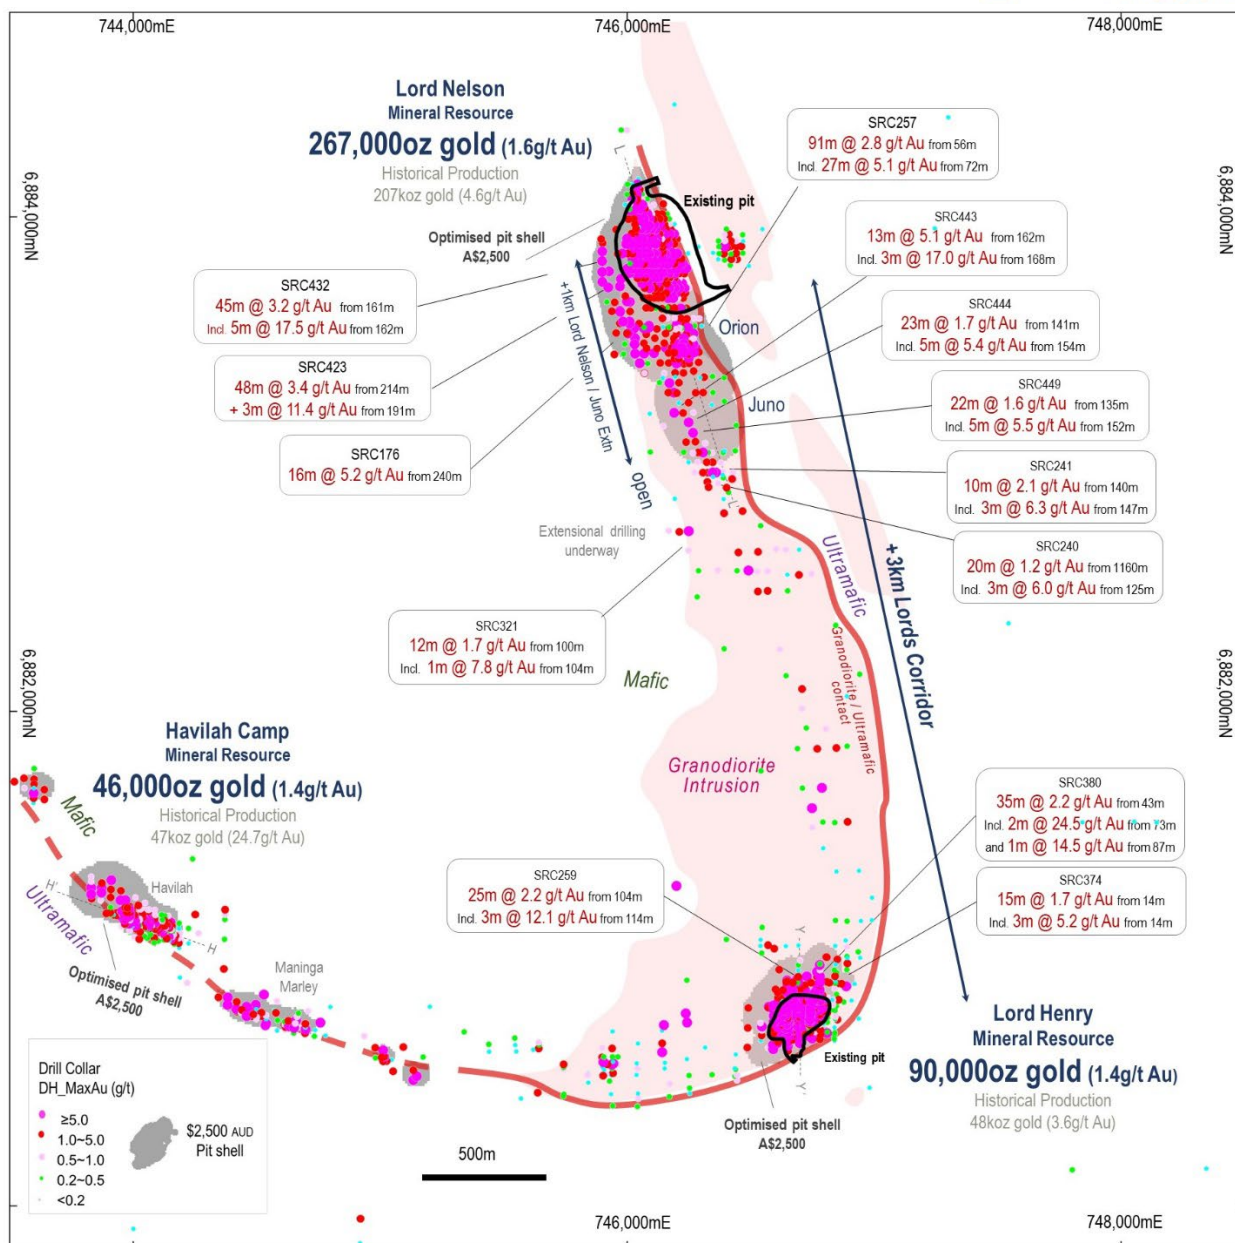 744,000mE
746,000mE
748,000mE
Lord Nelson
Mineral Resource
267,000oz gold (1.6g/t Au)
Historical Production
207koz gold (4.6g/t Au)
L'
6,884,000mN
6,884,000mN
SRC257
91m @ 2.8 g/t Au from 56m
Incl. 27m @ 5.1 g/t Au from 72m
Existing pit
Optimised pit shell
A$2,500
SRC443
13m @ 5.1 g/t Au from 162m
Incl. 3m @ 17.0 g/t Au from 168m
SRC432
45m @ 3.2 g/t Au from 161m
Incl. 5m @ 17.5 g/t Au from 162m
SRC444
23m @ 1.7 g/t Au from 141m
Incl. 5m @ 5.4 g/t Au from 154m
Orion
+1km Lord Nelson / Juno Extn
open
SRC423
48m @ 3.4 g/t Au from 214m
+ 3m @ 11.4 g/t Au from 191m
SRC449
22m @ 1.6 g/t Au from 135m
Incl. 5m @ 5.5 g/t Au from 152m
Juno
SRC176
16m @ 5.2 g/t Au from 240m
SRC241
10m @ 2.1 g/t Au from 140m
Incl. 3m @ 6.3 g/t Au from 147m
L'
Extensional drilling
underway
SRC240
20m @ 1.2 g/t Au from 1160m
Incl. 3m @ 6.0 g/t Au from 125m
Ultramafic
+3km Lords Corridor
SRC321
12m @ 1.7 g/t Au from 100m
Incl. 1m @ 7.8 g/t Au from 104m
Mafic
Granodiorite / Ultramafic
contact
6,882,000mN
6,882,000mN
Havilah Camp
Mineral Resource
46,000oz gold (1.4g/t Au)
Historical Production
47koz gold (24.7g/t Au)
Granodiorite
Intrusion
Mafic
SRC380
35m @ 2.2 g/t Au from 43m
Incl. 2m @ 24.5 g/t Au from 73m
and 1m @ 14.5 g/t Au from 87m
SRC259
25m @ 2.2 g/t Au from 104m
Incl. 3m @ 12.1 g/t Au from 114m
SRC374
15m @ 1.7 g/t Au from 14m
Incl. 3m @ 5.2 g/t Au from 14m
Havilah
H'
H
Ultramafic
Y
Optimised pit shell
A$2,500
Maninga
Marley
Lord Henry
Mineral Resource
90,000oz gold (1.4g/t Au)
Historical Production
48koz gold (3.6g/t Au)
Existing pit
Y'
Optimised pit shell
A$2,500
Drill Collar
DH_MaxAu (g/t)
≥5.0
1.0~5.0
0.5~1.0
0.2~0.5
<0.2
$2,500 AUD
Pit shell
500m
746,000mE
748,000mE